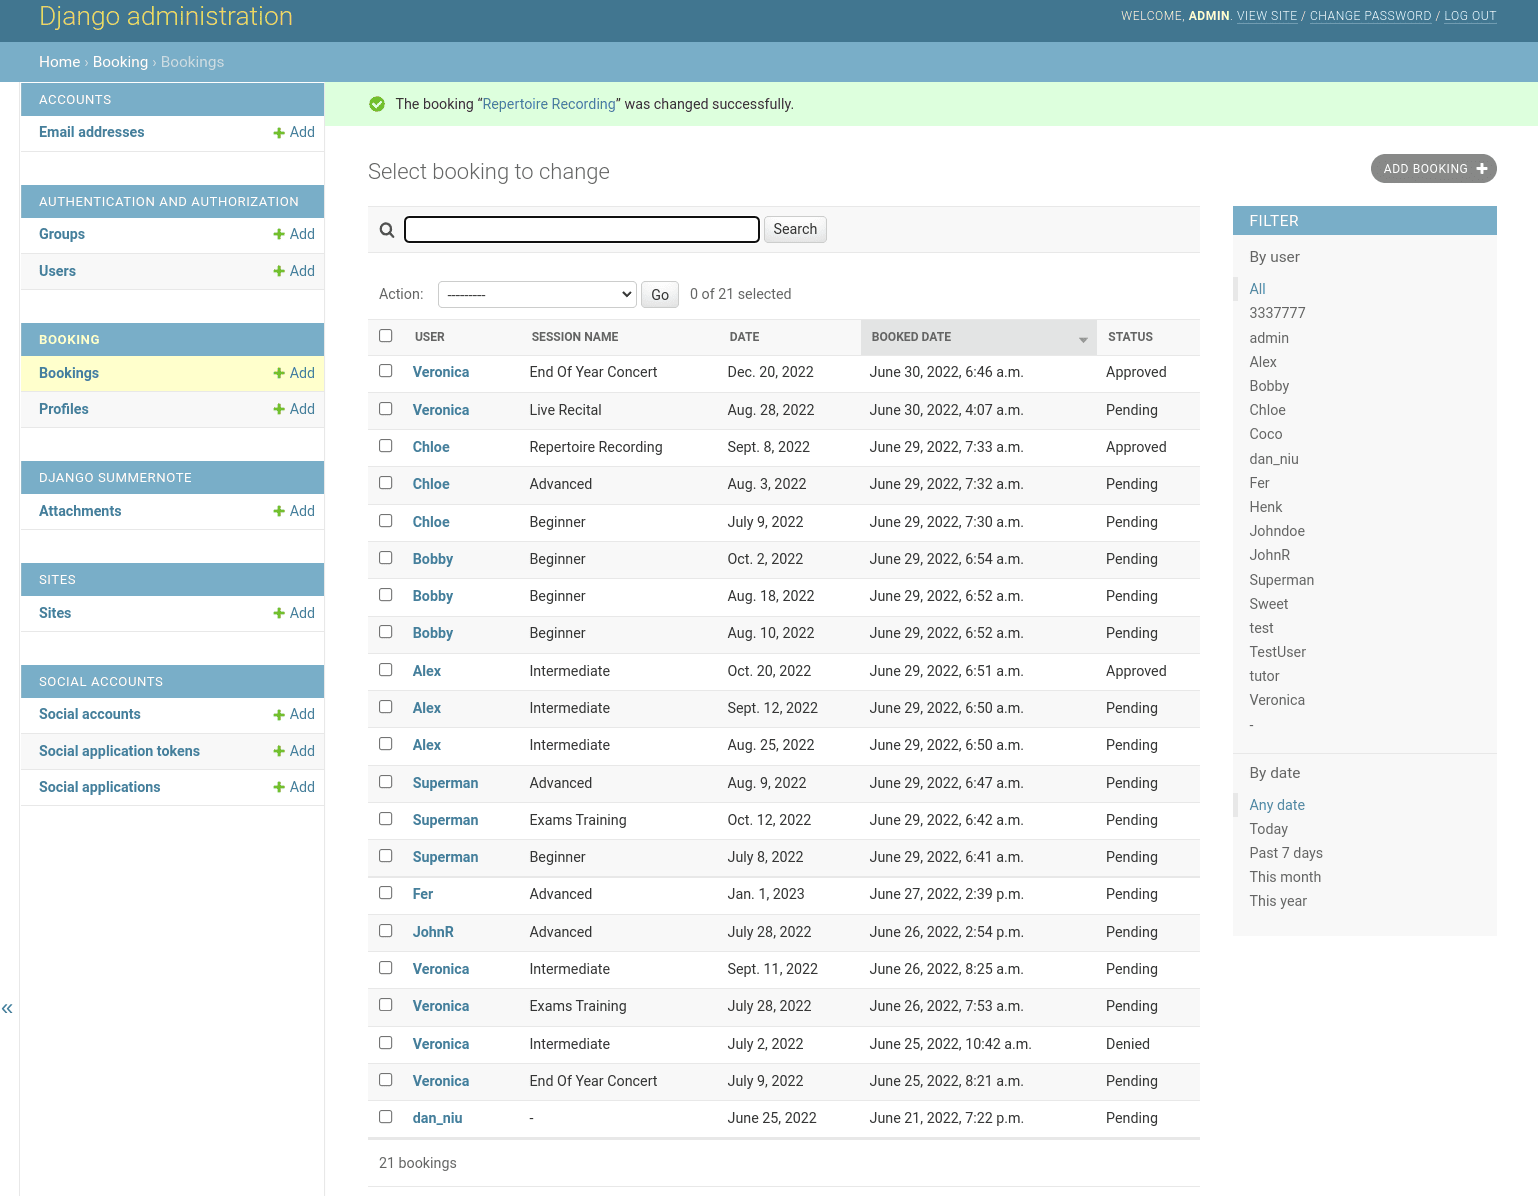 Django administration
WELCOME, ADMIN. VIEW SITE / CHANGE PASSWORD / LOG OUT
Home › Booking › Bookings
ACCOUNTS
Email addresses Add
AUTHENTICATION AND AUTHORIZATION
Groups Add
Users Add
BOOKING
Bookings Add
Profiles Add
DJANGO SUMMERNOTE
Attachments Add
SITES
Sites Add
SOCIAL ACCOUNTS
Social accounts Add
Social application tokens Add
Social applications Add
«
The booking “Repertoire Recording” was changed successfully.
Select booking to change
ADD BOOKING
Search
Action: --------- Go 0 of 21 selected
USER SESSION NAME DATE BOOKED DATE STATUS
Veronica End Of Year Concert Dec. 20, 2022 June 30, 2022, 6:46 a.m. Approved
Veronica Live Recital Aug. 28, 2022 June 30, 2022, 4:07 a.m. Pending
Chloe Repertoire Recording Sept. 8, 2022 June 29, 2022, 7:33 a.m. Approved
Chloe Advanced Aug. 3, 2022 June 29, 2022, 7:32 a.m. Pending
Chloe Beginner July 9, 2022 June 29, 2022, 7:30 a.m. Pending
Bobby Beginner Oct. 2, 2022 June 29, 2022, 6:54 a.m. Pending
Bobby Beginner Aug. 18, 2022 June 29, 2022, 6:52 a.m. Pending
Bobby Beginner Aug. 10, 2022 June 29, 2022, 6:52 a.m. Pending
Alex Intermediate Oct. 20, 2022 June 29, 2022, 6:51 a.m. Approved
Alex Intermediate Sept. 12, 2022 June 29, 2022, 6:50 a.m. Pending
Alex Intermediate Aug. 25, 2022 June 29, 2022, 6:50 a.m. Pending
Superman Advanced Aug. 9, 2022 June 29, 2022, 6:47 a.m. Pending
Superman Exams Training Oct. 12, 2022 June 29, 2022, 6:42 a.m. Pending
Superman Beginner July 8, 2022 June 29, 2022, 6:41 a.m. Pending
Fer Advanced Jan. 1, 2023 June 27, 2022, 2:39 p.m. Pending
JohnR Advanced July 28, 2022 June 26, 2022, 2:54 p.m. Pending
Veronica Intermediate Sept. 11, 2022 June 26, 2022, 8:25 a.m. Pending
Veronica Exams Training July 28, 2022 June 26, 2022, 7:53 a.m. Pending
Veronica Intermediate July 2, 2022 June 25, 2022, 10:42 a.m. Denied
Veronica End Of Year Concert July 9, 2022 June 25, 2022, 8:21 a.m. Pending
dan_niu - June 25, 2022 June 21, 2022, 7:22 p.m. Pending
21 bookings
FILTER
By user
All
3337777
admin
Alex
Bobby
Chloe
Coco
dan_niu
Fer
Henk
Johndoe
JohnR
Superman
Sweet
test
TestUser
tutor
Veronica
-
By date
Any date
Today
Past 7 days
This month
This year